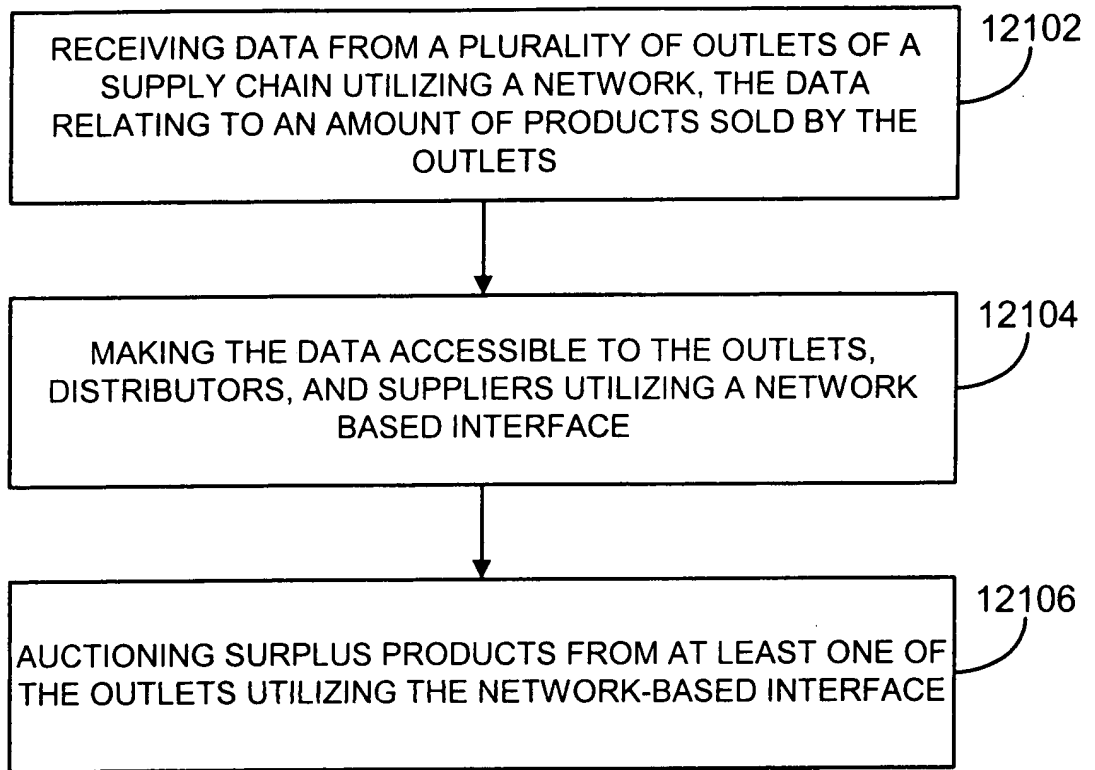 RECEIVING DATA FROM A PLURALITY OF OUTLETS OF A
SUPPLY CHAIN UTILIZING A NETWORK, THE DATA
RELATING TO AN AMOUNT OF PRODUCTS SOLD BY THE
OUTLETS
12102
MAKING THE DATA ACCESSIBLE TO THE OUTLETS,
DISTRIBUTORS, AND SUPPLIERS UTILIZING A NETWORK
BASED INTERFACE
12104
AUCTIONING SURPLUS PRODUCTS FROM AT LEAST ONE OF
THE OUTLETS UTILIZING THE NETWORK-BASED INTERFACE
12106